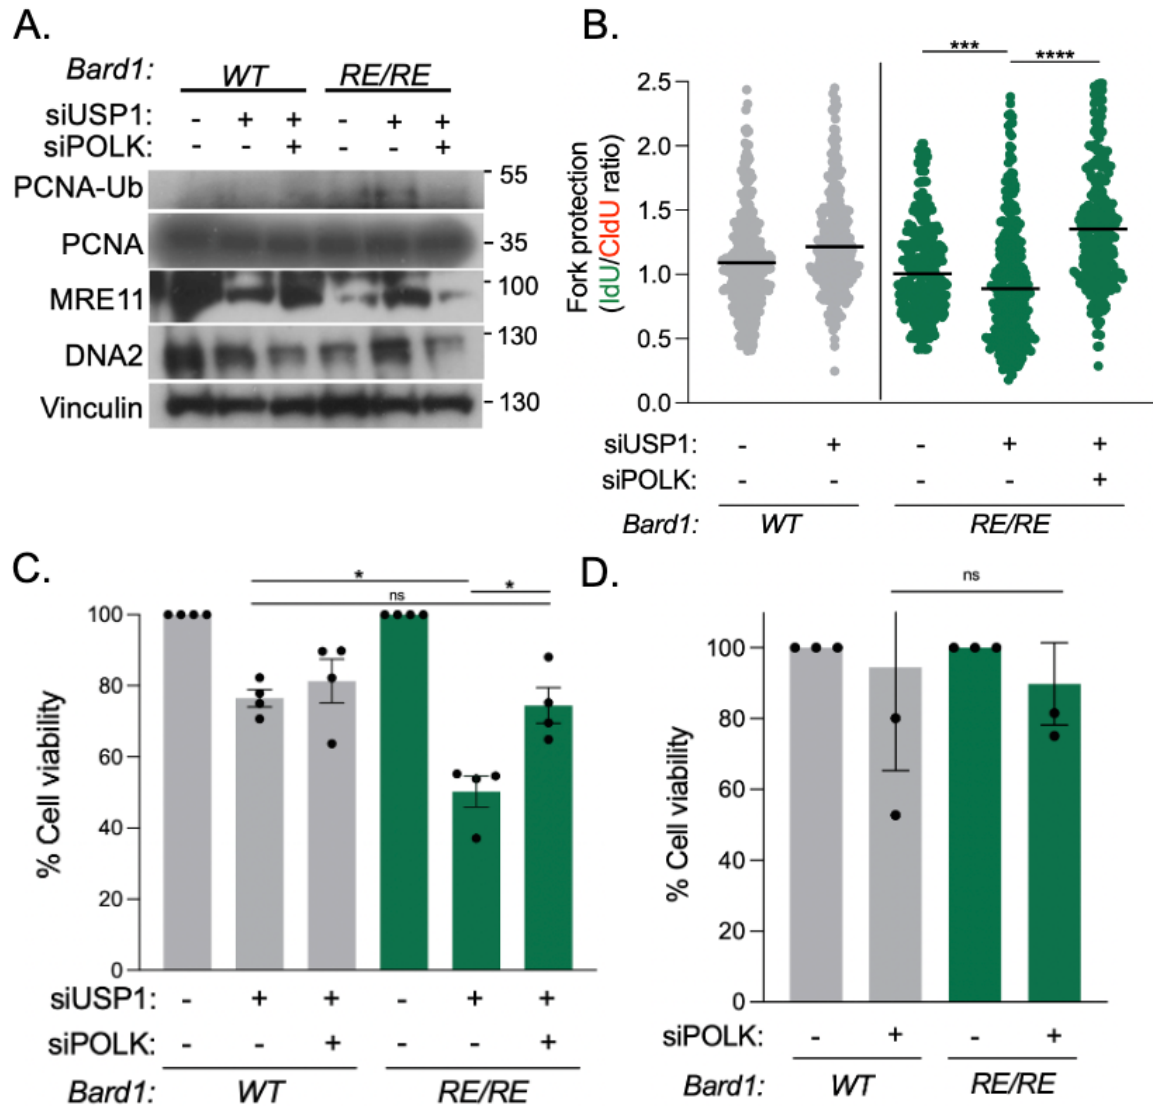 A.
Bard1: WT RE/RE
siUSP1: - + + - + +
siPOLK: - - + - - +
PCNA-Ub 55
PCNA 35
MRE11 100
DNA2 130
Vinculin 130
B.
*** ****
Fork protection
(IdU/CldU ratio)
2.5
2.0
1.5
1.0
0.5
0.0
siUSP1: - + - + +
siPOLK: - - - - +
Bard1: WT RE/RE
C.
* *
ns
% Cell viability
100
80
60
40
20
0
siUSP1: - + + - + +
siPOLK: - - + - - +
Bard1: WT RE/RE
D.
ns
% Cell viability
100
80
60
40
20
0
siPOLK: - + - +
Bard1: WT RE/RE